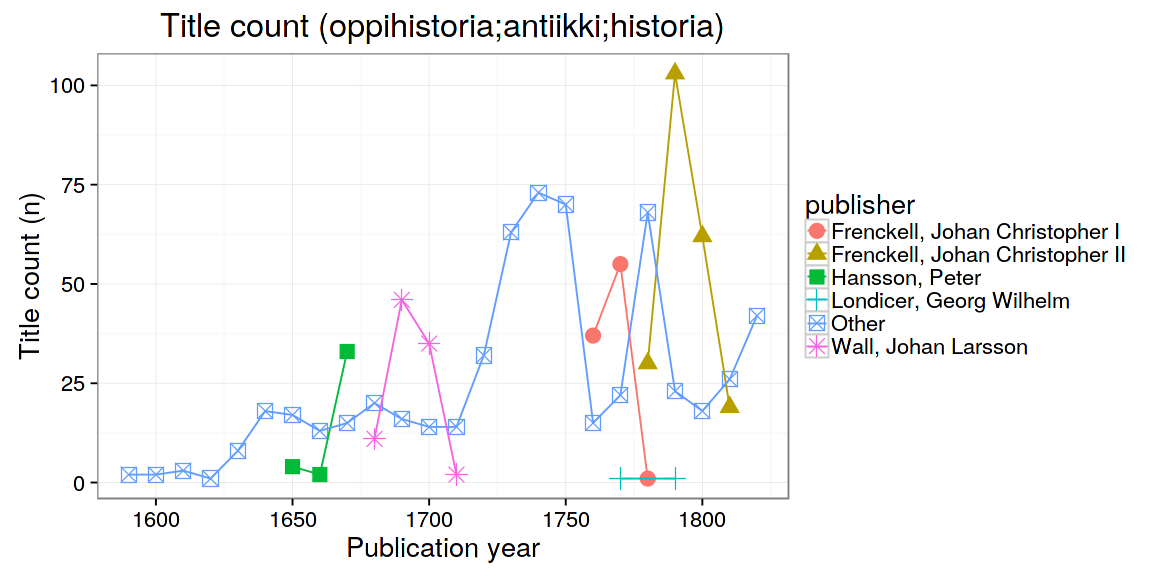 Title count (oppihistoria;antiikki;historia)
Title count (n)
100
75
50
25
0
1600 1650 1700 1750 1800
Publication year
publisher
Frenckell, Johan Christopher I
Frenckell, Johan Christopher II
Hansson, Peter
Londicer, Georg Wilhelm
Other
Wall, Johan Larsson